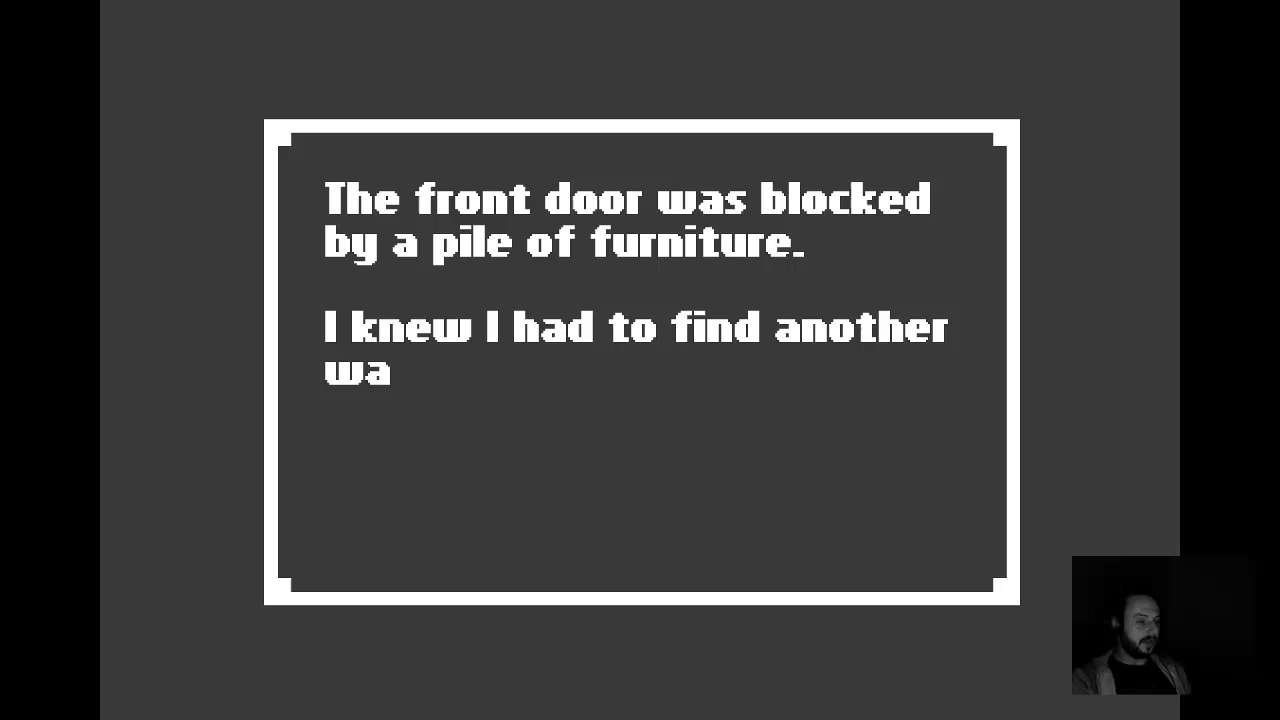 The front door was blocked
by a pile of furniture.
I knew I had to find another
wa